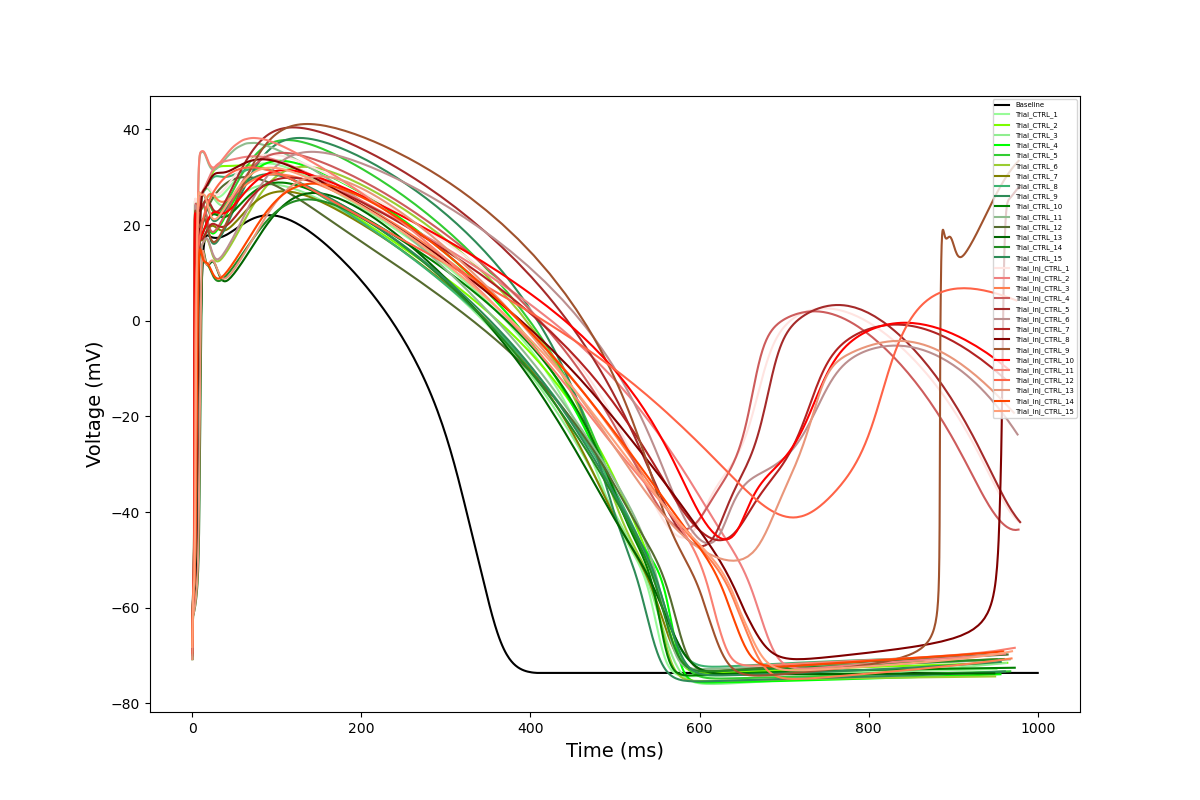 40
20
0
−20
−40
−60
−80
0
200
400
600
800
1000
Voltage (mV)
Time (ms)
Baseline
Trial_CTRL_1
Trial_CTRL_2
Trial_CTRL_3
Trial_CTRL_4
Trial_CTRL_5
Trial_CTRL_6
Trial_CTRL_7
Trial_CTRL_8
Trial_CTRL_9
Trial_CTRL_10
Trial_CTRL_11
Trial_CTRL_12
Trial_CTRL_13
Trial_CTRL_14
Trial_CTRL_15
Trial_Inj_CTRL_1
Trial_Inj_CTRL_2
Trial_Inj_CTRL_3
Trial_Inj_CTRL_4
Trial_Inj_CTRL_5
Trial_Inj_CTRL_6
Trial_Inj_CTRL_7
Trial_Inj_CTRL_8
Trial_Inj_CTRL_9
Trial_Inj_CTRL_10
Trial_Inj_CTRL_11
Trial_Inj_CTRL_12
Trial_Inj_CTRL_13
Trial_Inj_CTRL_14
Trial_Inj_CTRL_15